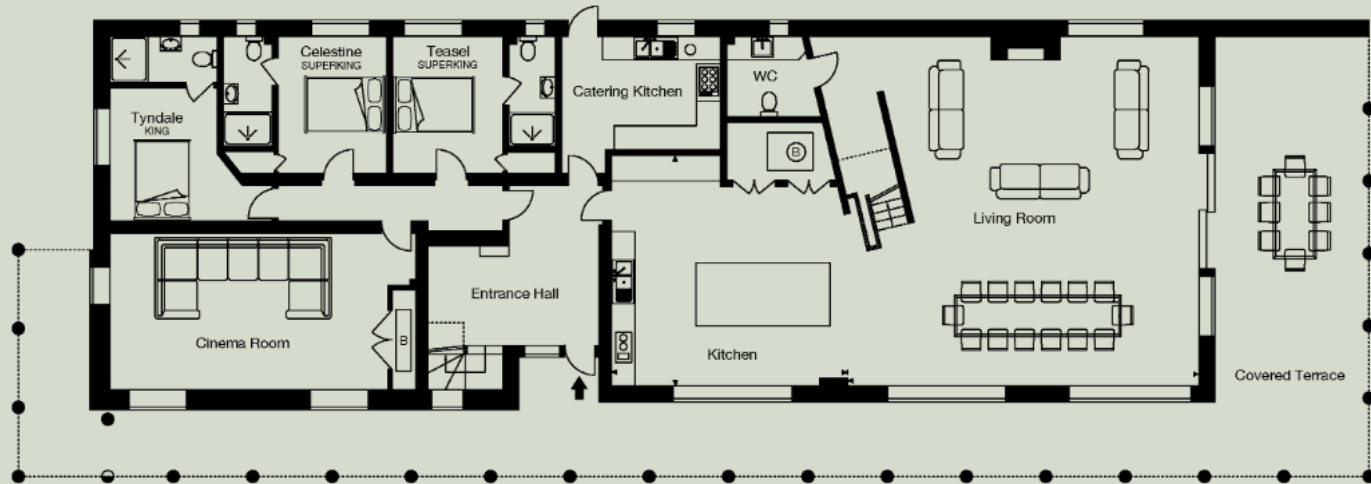 Celestine
SUPERKING
Teasel
SUPERKING
Catering Kitchen
WC
Tyndale
KING
B
Living Room
Entrance Hall
Cinema Room
B
Kitchen
Covered Terrace